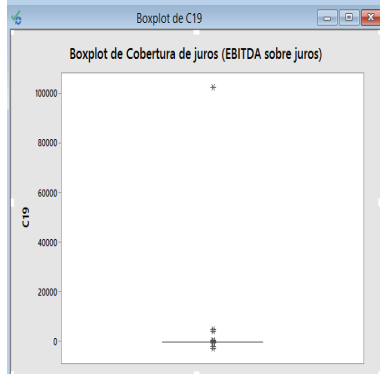 Boxplot de C19
Boxplot de Cobertura de juros (EBITDA sobre juros)
100000
80000
60000
40000
20000
0
C19